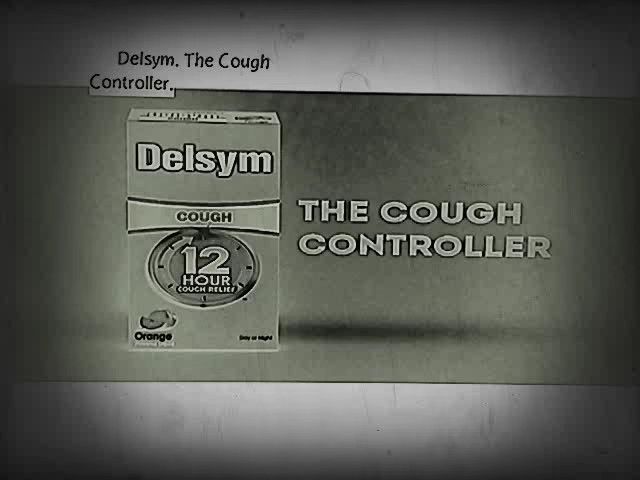 Delsym. The Cough
Controller.
Delsym
COUGH
THE COUGH
CONTROLLER
12
HOUR
COUGH RELIEF
Orange
Day or Night